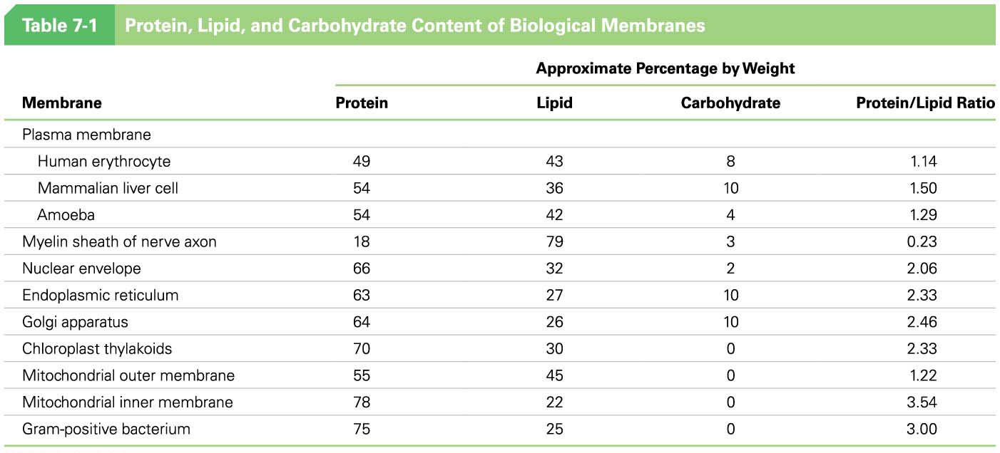 Table 7-1 Protein, Lipid, and Carbohydrate Content of Biological Membranes
Approximate Percentage by Weight
Membrane Protein Lipid Carbohydrate Protein/Lipid Ratio
Plasma membrane
Human erythrocyte 49 43 8 1.14
Mammalian liver cell 54 36 10 1.50
Amoeba 54 42 4 1.29
Myelin sheath of nerve axon 18 79 3 0.23
Nuclear envelope 66 32 2 2.06
Endoplasmic reticulum 63 27 10 2.33
Golgi apparatus 64 26 10 2.46
Chloroplast thylakoids 70 30 0 2.33
Mitochondrial outer membrane 55 45 0 1.22
Mitochondrial inner membrane 78 22 0 3.54
Gram-positive bacterium 75 25 0 3.00